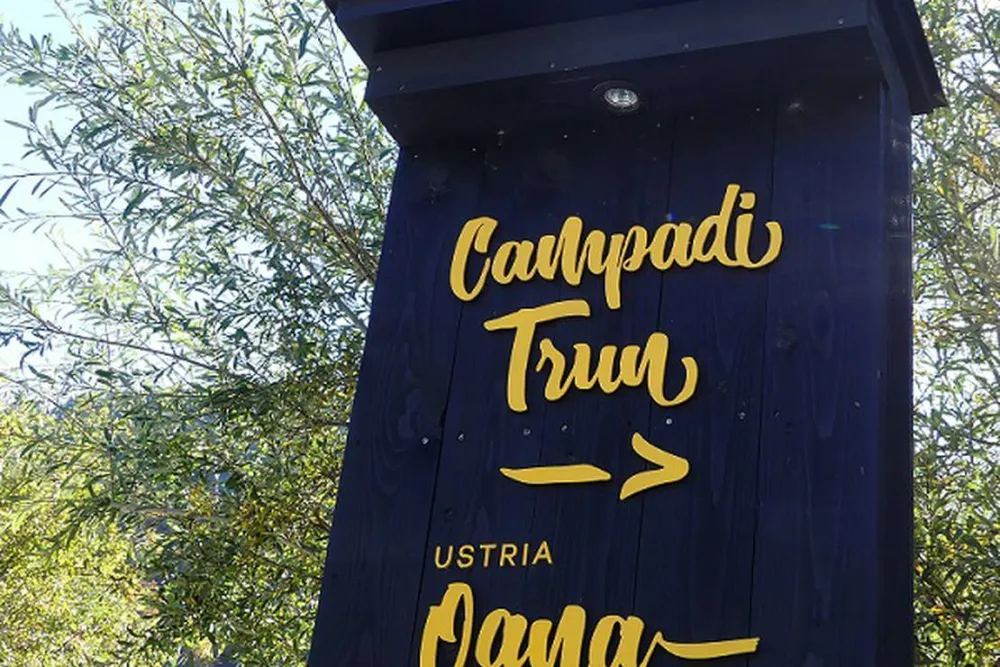 Campadi
Trun
→
USTRIA